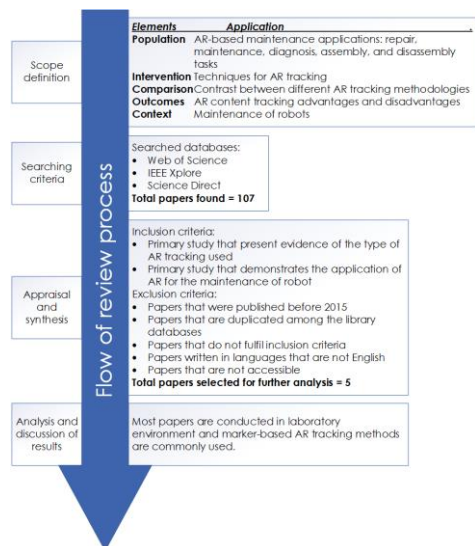 Flow of review process
Scope
definition
Elements Application .
Population AR-based maintenance applications: repair,
maintenance, diagnosis, assembly, and disassembly
tasks
Intervention Techniques for AR tracking
Comparison Contrast between different AR tracking methodologies
Outcomes AR content tracking advantages and disadvantages
Context Maintenance of robots
Searching
criteria
Searched databases:
• Web of Science
• IEEE Xplore
• Science Direct
Total papers found = 107
Appraisal
and
synthesis
Inclusion criteria:
• Primary study that present evidence of the type of
AR tracking used
• Primary study that demonstrates the application of
AR for the maintenance of robot
Exclusion criteria:
• Papers that were published before 2015
• Papers that are duplicated among the library
databases
• Papers that do not fulfil inclusion criteria
• Papers written in languages that are not English
• Papers that are not accessible
Total papers selected for further analysis = 5
Analysis and
discussion of
results
Most papers are conducted in laboratory
environment and marker-based AR tracking methods
are commonly used.